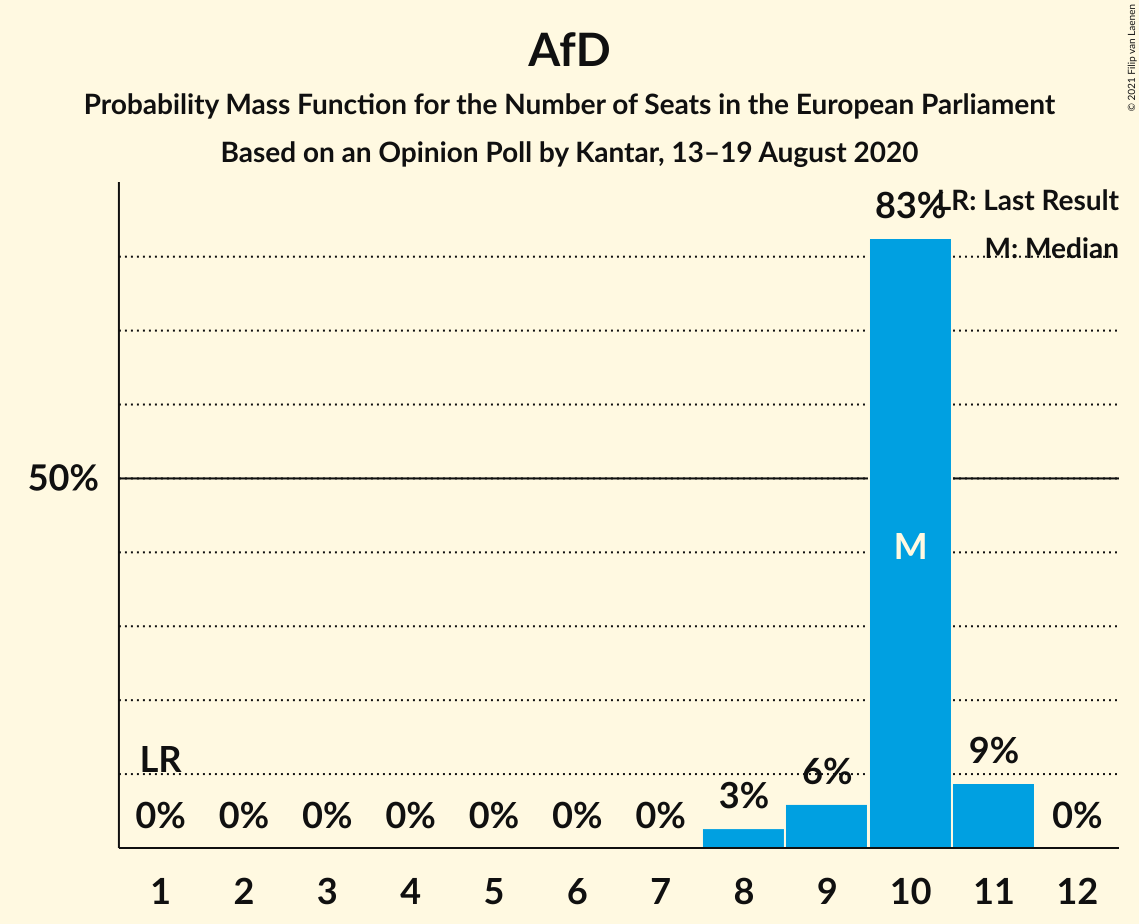 AfD
Probability Mass Function for the Number of Seats in the European Parliament
Based on an Opinion Poll by Kantar, 13–19 August 2020
© 2021 Filip van Laenen
LR: Last Result
M: Median
83%
50%
M
LR
9%
6%
3%
0% 0% 0% 0% 0% 0% 0% 0%
1 2 3 4 5 6 7 8 9 10 11 12